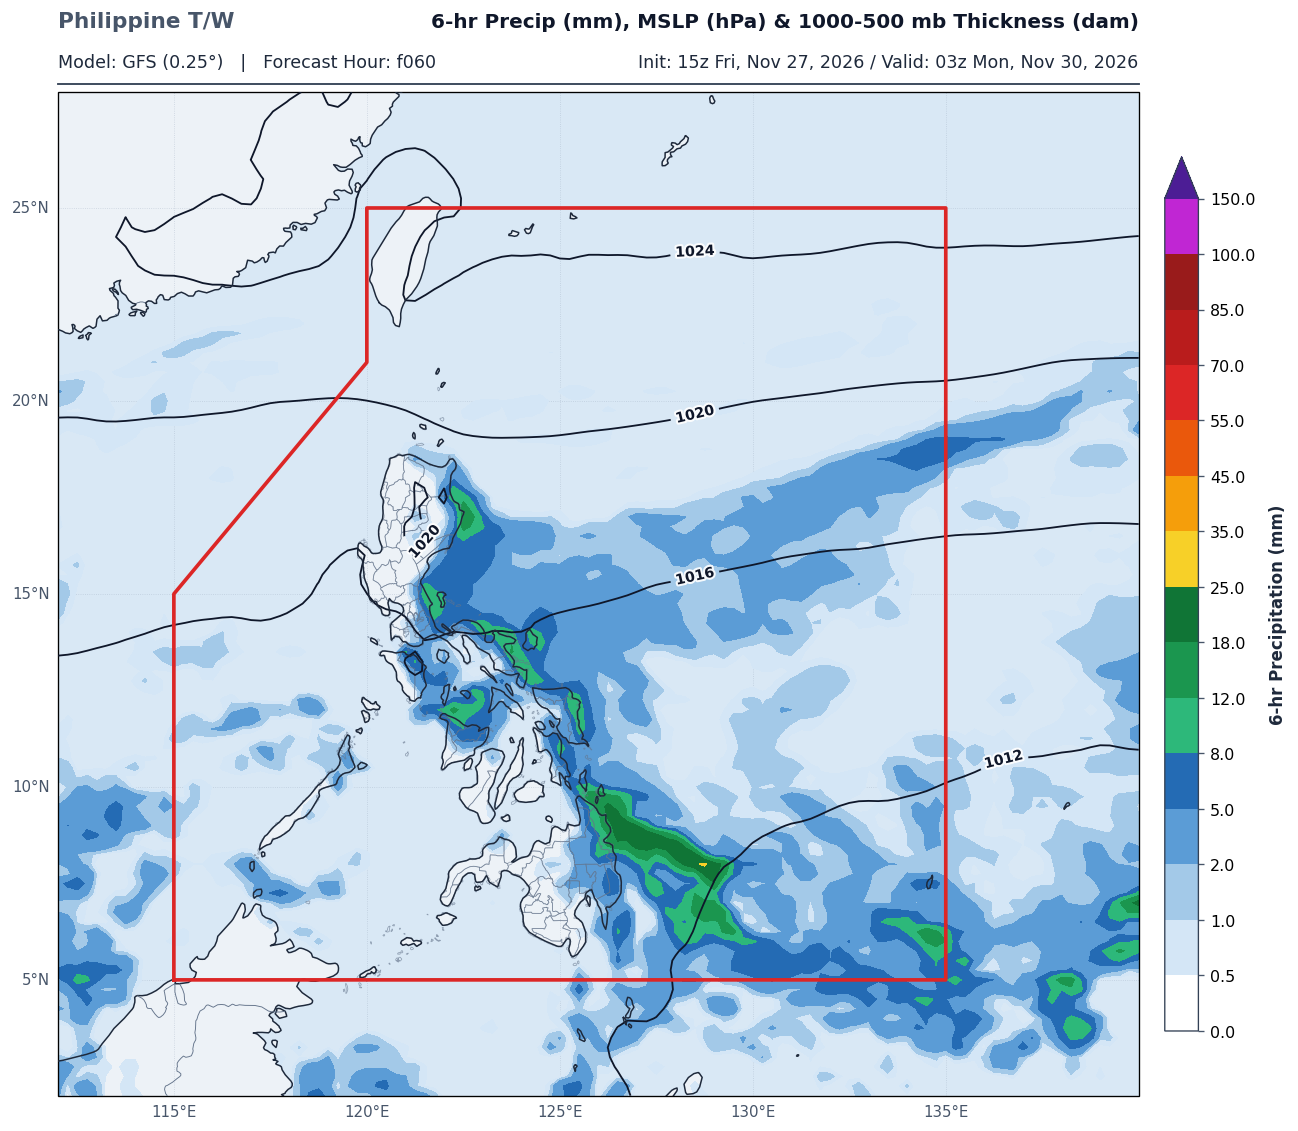 Philippine T/W
6-hr Precip (mm), MSLP (hPa) & 1000-500 mb Thickness (dam)
Model: GFS (0.25°) | Forecast Hour: f060
Init: 15z Fri, Nov 27, 2026 / Valid: 03z Mon, Nov 30, 2026
25°N
20°N
15°N
10°N
5°N
115°E
120°E
125°E
130°E
135°E
1024
1020
1020
1016
1012
150.0
100.0
85.0
70.0
55.0
45.0
35.0
25.0
18.0
12.0
8.0
5.0
2.0
1.0
0.5
0.0
6-hr Precipitation (mm)